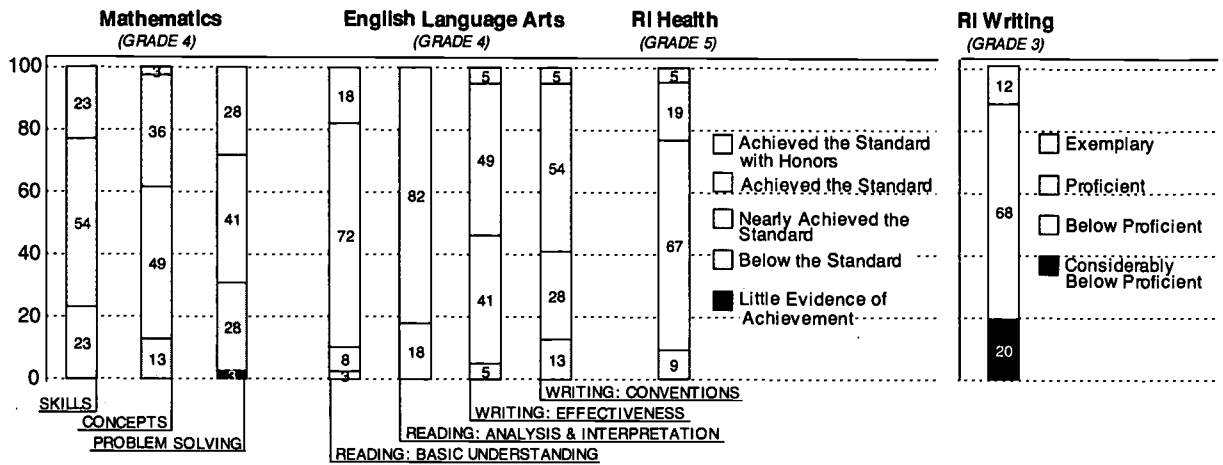 Mathematics
(GRADE 4)
English Language Arts
(GRADE 4)
RI Health
(GRADE 5)
RI Writing
(GRADE 3)
100
80
60
40
20
0
23
54
23
3
36
49
13
28
41
28
3
18
72
8
3
82
18
5
49
41
5
5
54
28
13
5
19
67
9
Achieved the Standard
with Honors
Achieved the Standard
Nearly Achieved the
Standard
Below the Standard
Little Evidence of
Achievement
12
68
20
Exemplary
Proficient
Below Proficient
Considerably
Below Proficient
SKILLS
CONCEPTS
PROBLEM SOLVING
WRITING: CONVENTIONS
WRITING: EFFECTIVENESS
READING: ANALYSIS & INTERPRETATION
READING: BASIC UNDERSTANDING